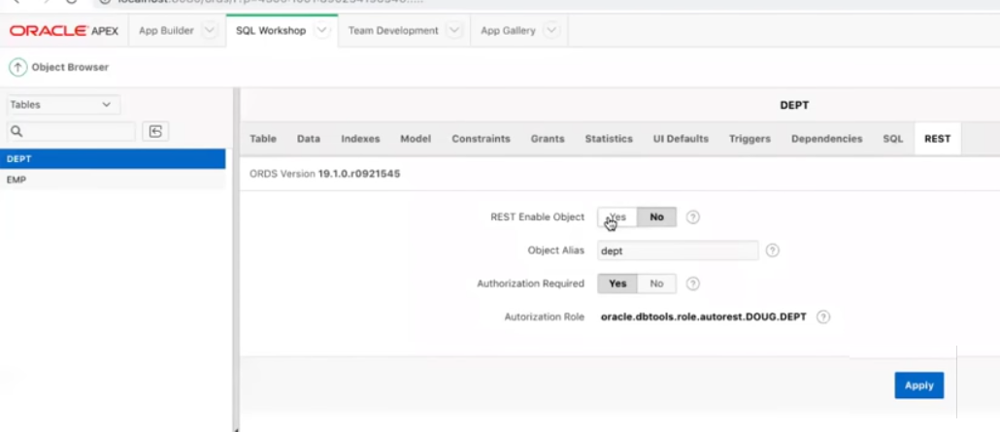 ORACLE APEX App Builder SQL Workshop Team Development App Gallery
Object Browser
Tables
DEPT
EMP
DEPT
Table Data Indexes Model Constraints Grants Statistics UI Defaults Triggers Dependencies SQL REST
ORDS Version 19.1.0.r0921545
REST Enable Object Yes No ?
Object Alias dept ?
Authorization Required Yes No ?
Autorization Role oracle.dbtools.role.autorest.DOUG.DEPT ?
Apply